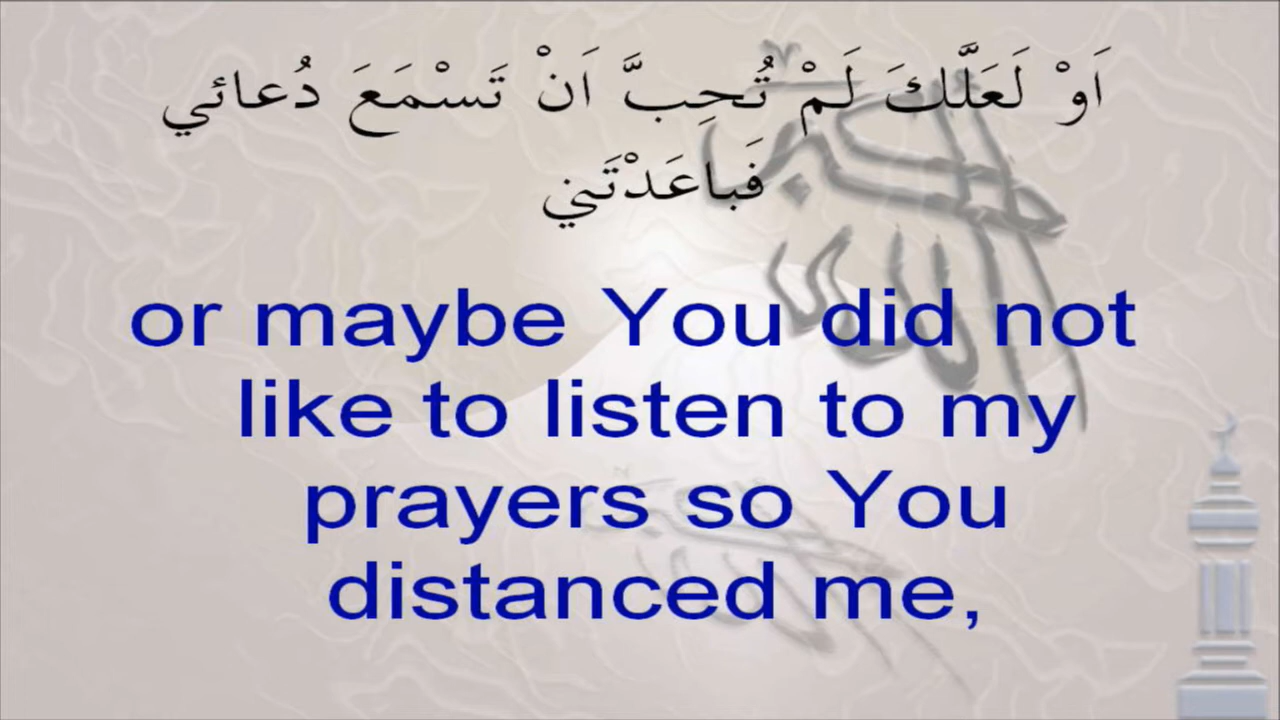 اَوْ لَعَلَّكَ لَمْ تُحِبَّ اَنْ تَسْمَعَ دُعائي
فَباعَدْتَني
or maybe You did not
like to listen to my
prayers so You
distanced me,